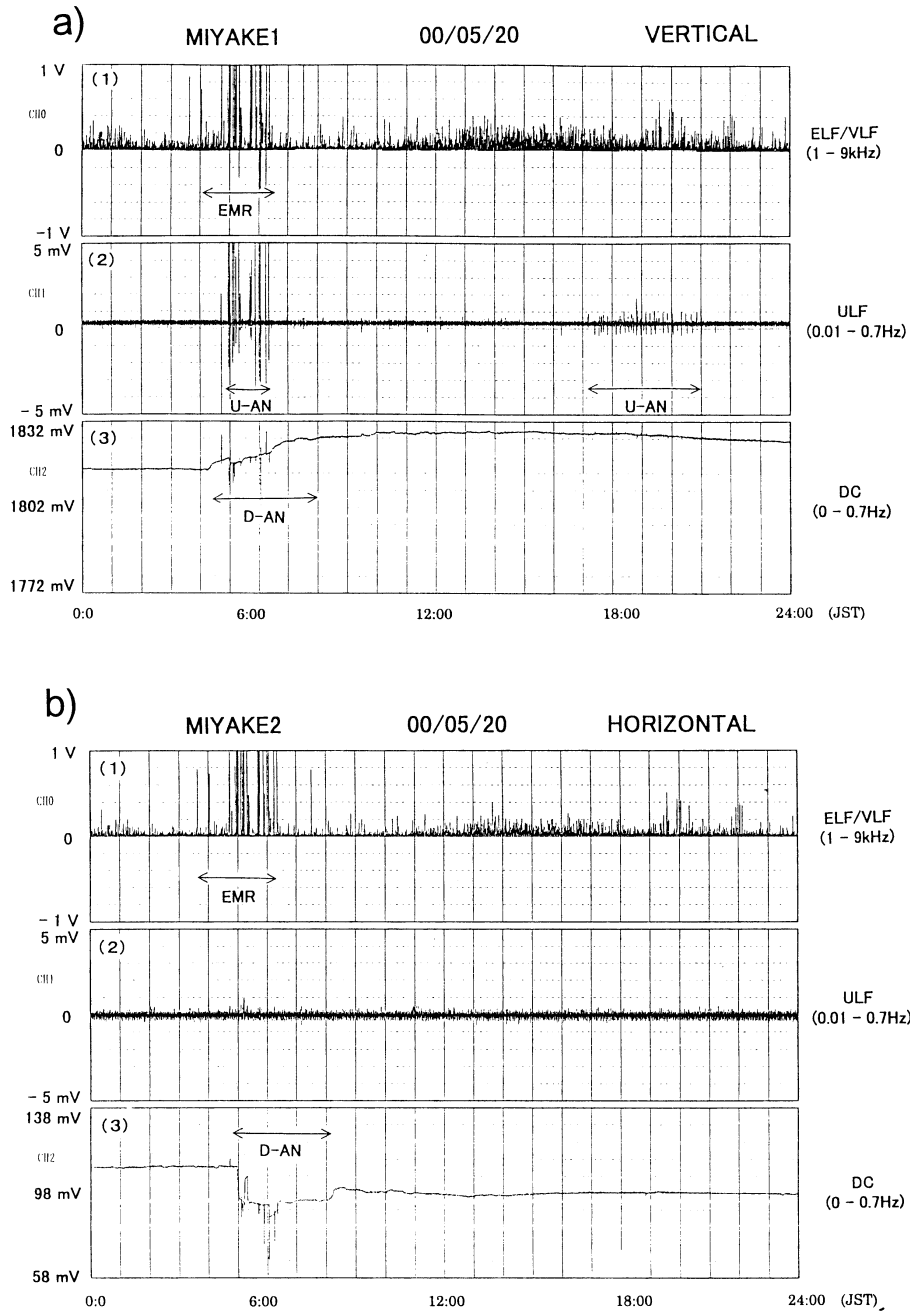 a)
MIYAKE1 00/05/20 VERTICAL
1 V
(1)
CH0
0
-1 V
EMR
ELF/VLF
(1 - 9kHz)
5 mV
(2)
CH1
0
- 5 mV
U-AN
U-AN
ULF
(0.01 - 0.7Hz)
1832 mV
(3)
CH2
1802 mV
1772 mV
D-AN
DC
(0 - 0.7Hz)
0:0 6:00 12:00 18:00 24:00 (JST)
b)
MIYAKE2 00/05/20 HORIZONTAL
1 V
(1)
CH0
0
- 1 V
EMR
ELF/VLF
(1 - 9kHz)
5 mV
(2)
CH1
0
- 5 mV
ULF
(0.01 - 0.7Hz)
138 mV
(3)
CH2
98 mV
58 mV
D-AN
DC
(0 - 0.7Hz)
0:0 6:00 12:00 18:00 24:00 (JST)